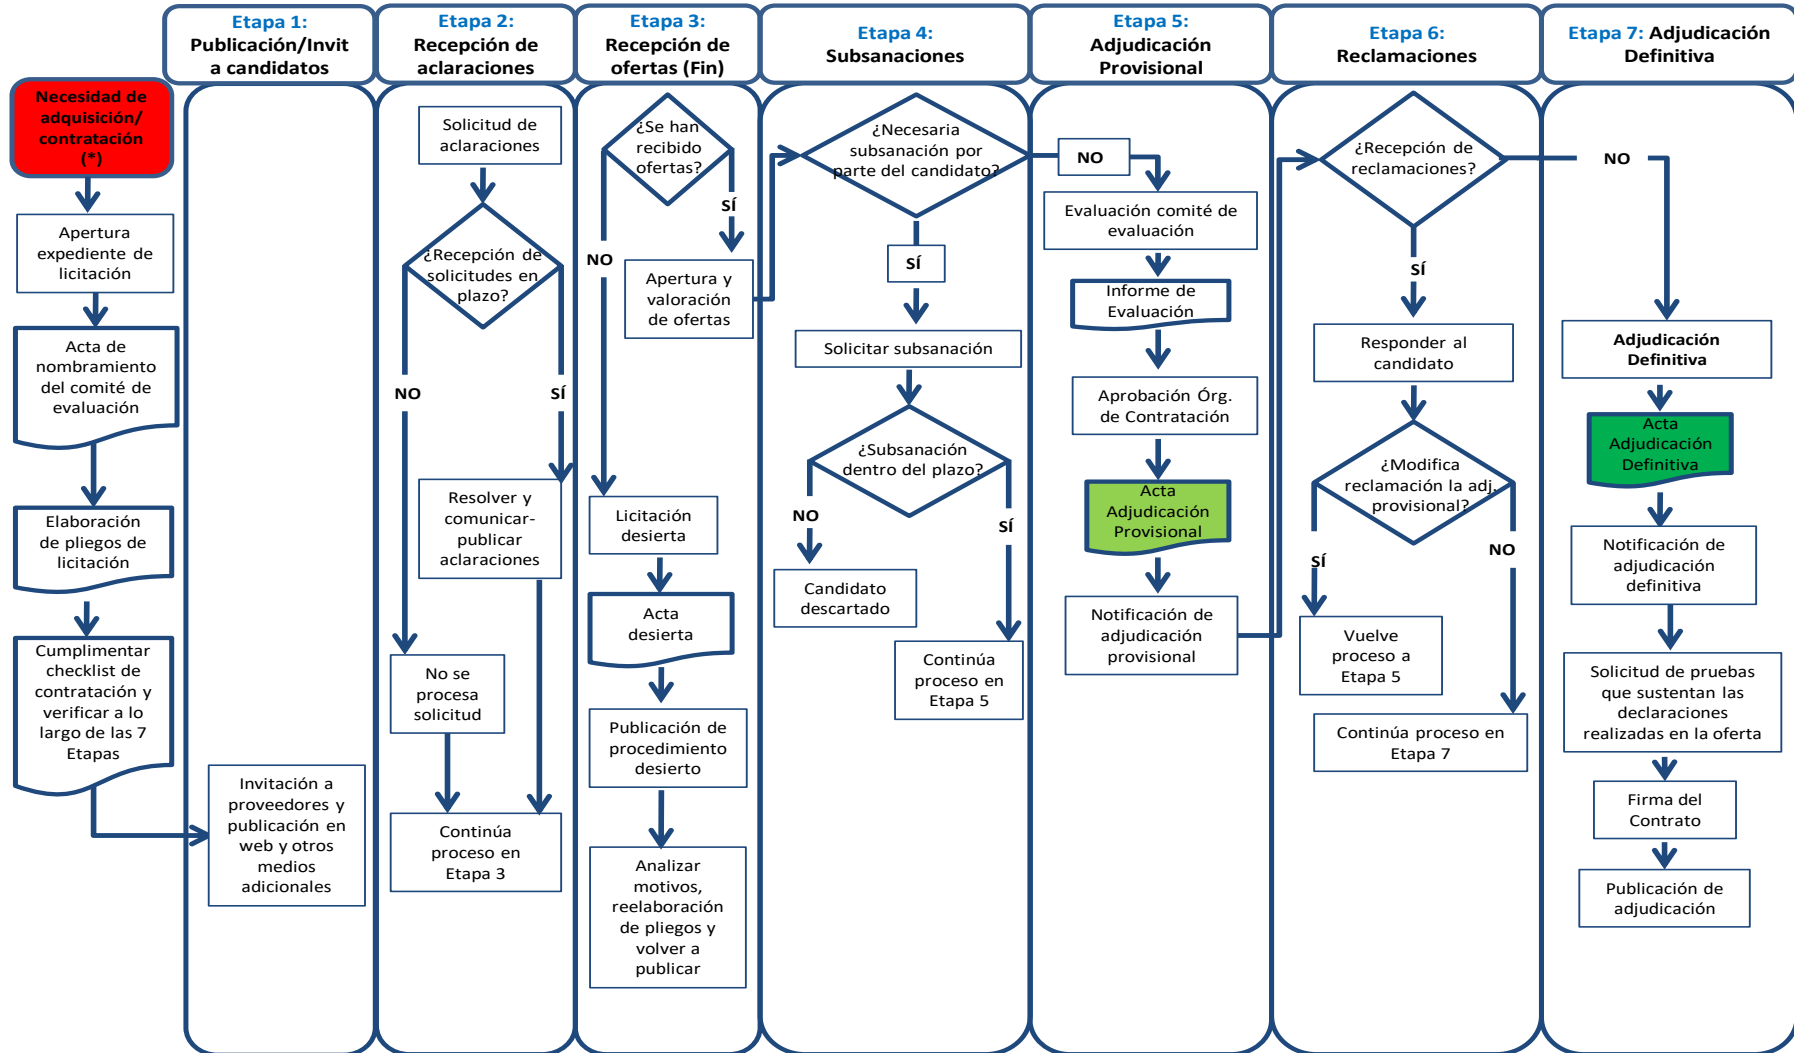 Etapa 1:
Publicación/Invit
a candidatos
Etapa 2:
Recepción de
aclaraciones
Etapa 3:
Recepción de
ofertas (Fin)
Etapa 4:
Subsanaciones
Etapa 5:
Adjudicación
Provisional
Etapa 6:
Reclamaciones
Etapa 7: Adjudicación
Definitiva
Necesidad de
adquisición/
contratación
(*)
Apertura
expediente de
licitación
Acta de
nombramiento
del comité de
evaluación
Elaboración
de pliegos de
licitación
Cumplimentar
checklist de
contratación y
verificar a lo
largo de las 7
Etapas
Invitación a
proveedores y
publicación en
web y otros
medios
adicionales
Solicitud de
aclaraciones
¿Recepción de
solicitudes en
plazo?
NO
SÍ
Resolver y
comunicar-
publicar
aclaraciones
No se
procesa
solicitud
Continúa
proceso en
Etapa 3
¿Se han
recibido
ofertas?
SÍ
NO
Apertura y
valoración
de ofertas
Licitación
desierta
Acta
desierta
Publicación de
procedimiento
desierto
Analizar
motivos,
reelaboración
de pliegos y
volver a
publicar
¿Necesaria
subsanación por
parte del candidato?
SÍ
Solicitar subsanación
¿Subsanación
dentro del plazo?
NO
SÍ
Candidato
descartado
Continúa
proceso en
Etapa 5
NO
Evaluación comité de
evaluación
Informe de
Evaluación
Aprobación Órg.
de Contratación
Acta
Adjudicación
Provisional
Notificación de
adjudicación
provisional
¿Recepción de
reclamaciones?
SÍ
Responder al
candidato
¿Modifica
reclamación la adj.
provisional?
SÍ
NO
Vuelve
proceso a
Etapa 5
Continúa proceso en
Etapa 7
NO
Adjudicación
Definitiva
Acta
Adjudicación
Definitiva
Notificación de
adjudicación
definitiva
Solicitud de pruebas
que sustentan las
declaraciones
realizadas en la oferta
Firma del
Contrato
Publicación de
adjudicación